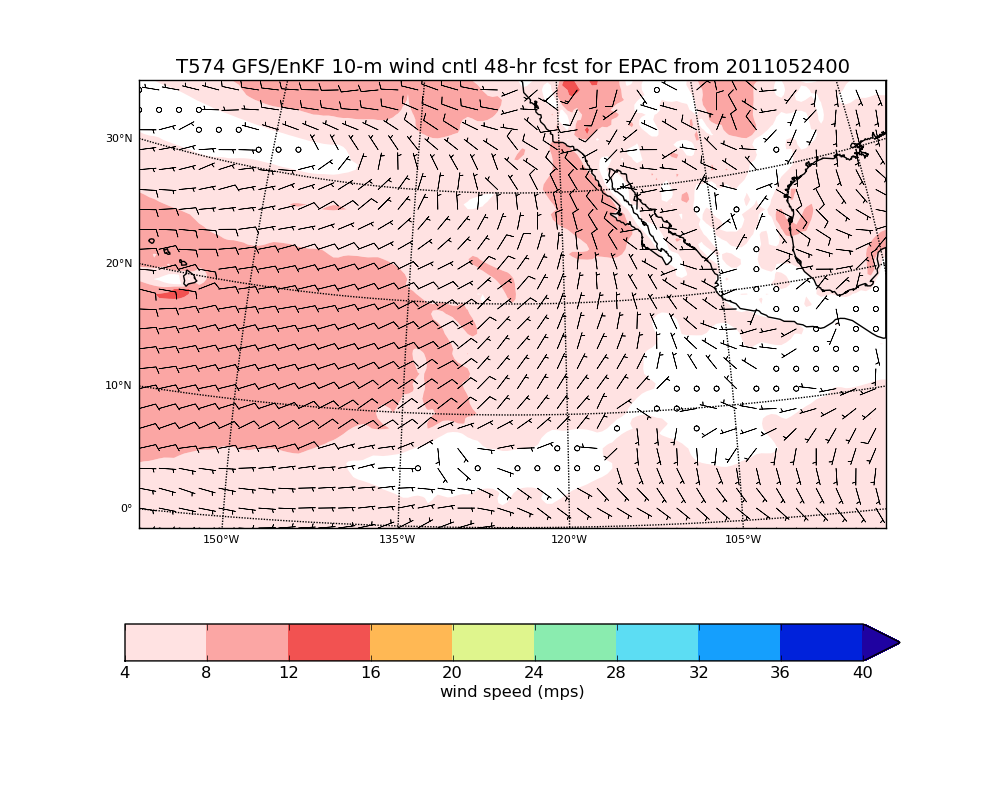 T574 GFS/EnKF 10-m wind cntl 48-hr fcst for EPAC from 2011052400
30°N
20°N
10°N
0°
150°W 135°W 120°W 105°W
4 8 12 16 20 24 28 32 36 40
wind speed (mps)